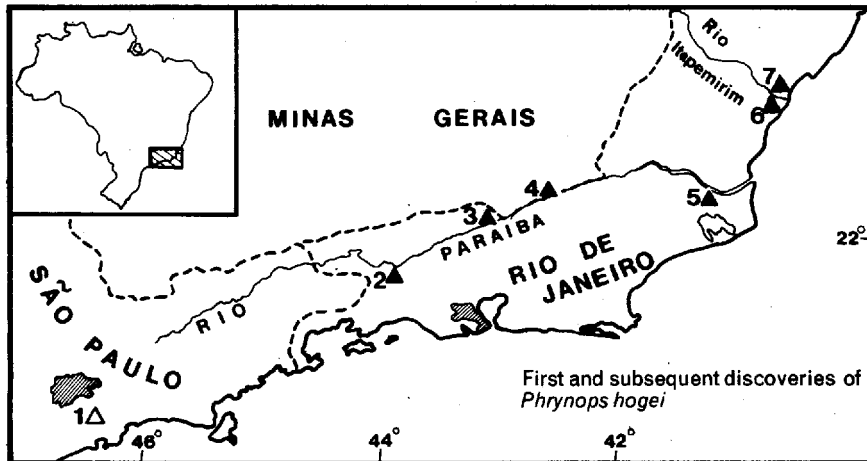 Rio
Itapemirim
7
6
MINAS GERAIS
4
3
5
PARAIBA
22°
RIO DE
JANEIRO
2
SÃO PAULO
RIO
First and subsequent discoveries of
Phrynops hogei
1
46°
44°
42°